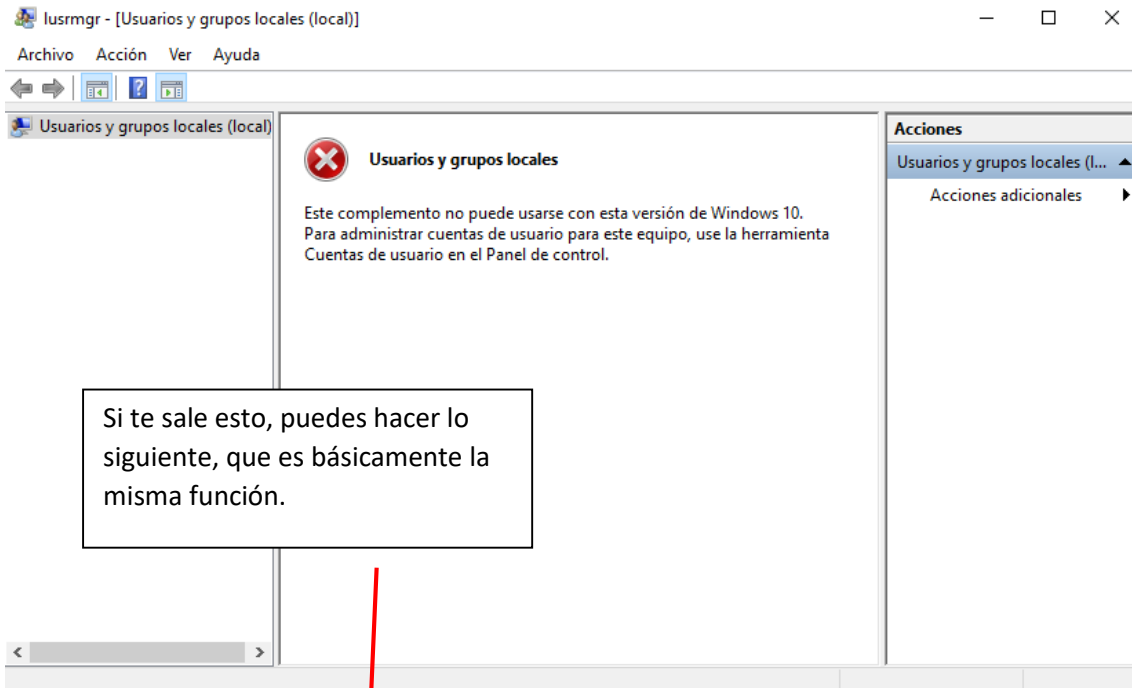 lusrmgr - [Usuarios y grupos locales (local)]
Archivo Acción Ver Ayuda
Usuarios y grupos locales (local)
Usuarios y grupos locales
Este complemento no puede usarse con esta versión de Windows 10.
Para administrar cuentas de usuario para este equipo, use la herramienta
Cuentas de usuario en el Panel de control.
Acciones
Usuarios y grupos locales (l...
Acciones adicionales
Si te sale esto, puedes hacer lo
siguiente, que es básicamente la
misma función.